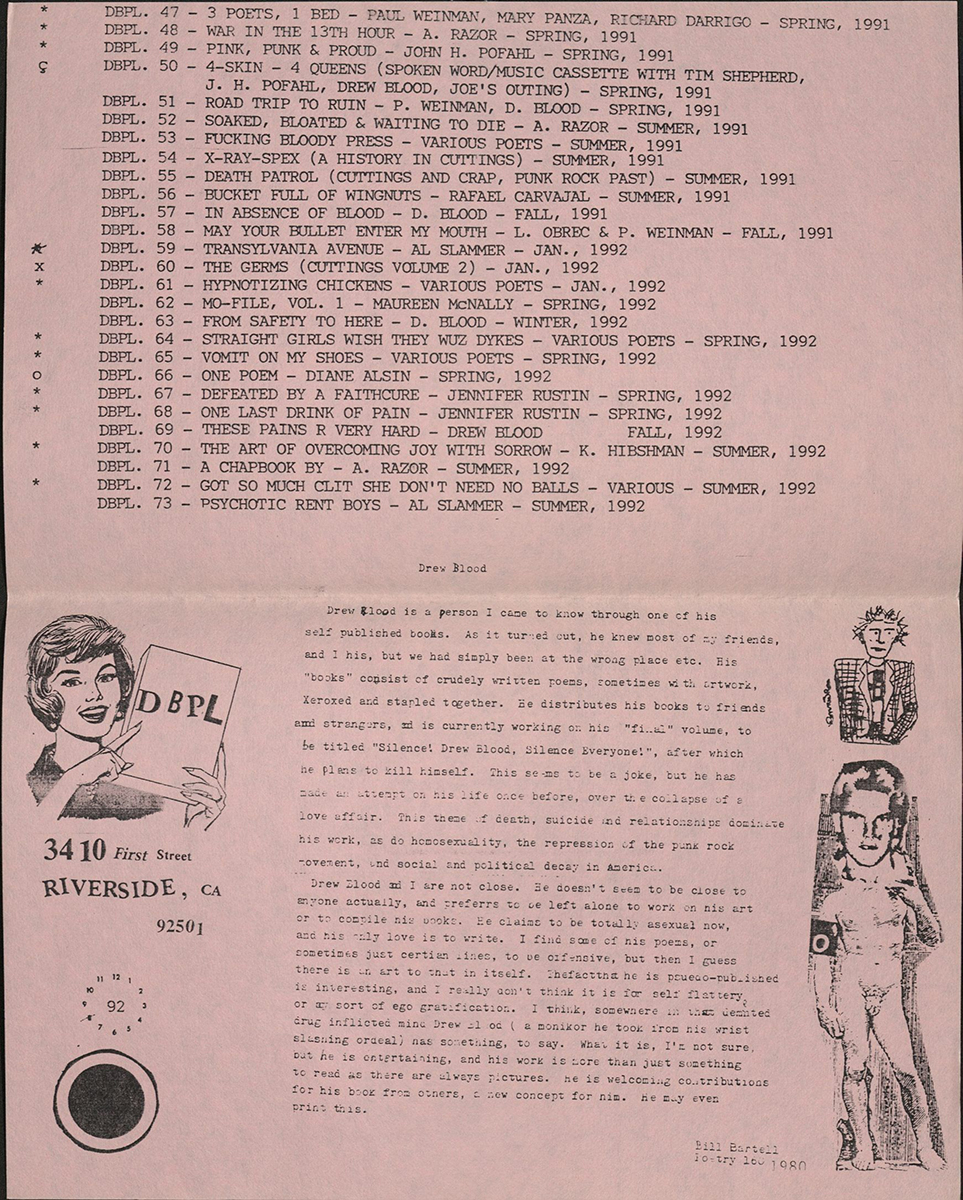 * DBPL. 47 - 3 POETS, 1 BED - PAUL WEINMAN, MARY PANZA, RICHARD DARRIGO - SPRING, 1991
* DBPL. 48 - WAR IN THE 13TH HOUR - A. RAZOR - SPRING, 1991
* DBPL. 49 - PINK, PUNK & PROUD - JOHN H. POFAHL - SPRING, 1991
Ç DBPL. 50 - 4-SKIN - 4 QUEENS (SPOKEN WORD/MUSIC CASSETTE WITH TIM SHEPHERD,
J. H. POFAHL, DREW BLOOD, JOE'S OUTING) - SPRING, 1991
DBPL. 51 - ROAD TRIP TO RUIN - P. WEINMAN, D. BLOOD - SPRING, 1991
DBPL. 52 - SOAKED, BLOATED & WAITING TO DIE - A. RAZOR - SUMMER, 1991
DBPL. 53 - FUCKING BLOODY PRESS - VARIOUS POETS - SUMMER, 1991
DBPL. 54 - X-RAY-SPEX (A HISTORY IN CUTTINGS) - SUMMER, 1991
DBPL. 55 - DEATH PATROL (CUTTINGS AND CRAP, PUNK ROCK PAST) - SUMMER, 1991
DBPL. 56 - BUCKET FULL OF WINGNUTS - RAFAEL CARVAJAL - SUMMER, 1991
DBPL. 57 - IN ABSENCE OF BLOOD - D. BLOOD - FALL, 1991
DBPL. 58 - MAY YOUR BULLET ENTER MY MOUTH - L. OBREC & P. WEINMAN - FALL, 1991
* DBPL. 59 - TRANSYLVANIA AVENUE - AL SLAMMER - JAN., 1992
x DBPL. 60 - THE GERMS (CUTTINGS VOLUME 2) - JAN., 1992
* DBPL. 61 - HYPNOTIZING CHICKENS - VARIOUS POETS - JAN., 1992
DBPL. 62 - MO-FILE, VOL. 1 - MAUREEN McNALLY - SPRING, 1992
DBPL. 63 - FROM SAFETY TO HERE - D. BLOOD - WINTER, 1992
* DBPL. 64 - STRAIGHT GIRLS WISH THEY WUZ DYKES - VARIOUS POETS - SPRING, 1992
* DBPL. 65 - VOMIT ON MY SHOES - VARIOUS POETS - SPRING, 1992
o DBPL. 66 - ONE POEM - DIANE ALSIN - SPRING, 1992
* DBPL. 67 - DEFEATED BY A FAITHCURE - JENNIFER RUSTIN - SPRING, 1992
* DBPL. 68 - ONE LAST DRINK OF PAIN - JENNIFER RUSTIN - SPRING, 1992
DBPL. 69 - THESE PAINS R VERY HARD - DREW BLOOD FALL, 1992
* DBPL. 70 - THE ART OF OVERCOMING JOY WITH SORROW - K. HIBSHMAN - SUMMER, 1992
DBPL. 71 - A CHAPBOOK BY - A. RAZOR - SUMMER, 1992
* DBPL. 72 - GOT SO MUCH CLIT SHE DON'T NEED NO BALLS - VARIOUS - SUMMER, 1992
DBPL. 73 - PSYCHOTIC RENT BOYS - AL SLAMMER - SUMMER, 1992
Drew Blood
Drew Blood is a person I came to know through one of his
self published books. As it turned out, he knew most of my friends,
and I his, but we had simply been at the wrong place etc. His
"books" consist of crudely written poems, sometimes with artwork,
Xeroxed and stapled together. He distributes his books to friends
and strangers, and is currently working on his "final" volume, to
be titled "Silence! Drew Blood, Silence Everyone!", after which
he plans to kill himself. This seems to be a joke, but he has
made an attempt on his life once before, over the collapse of a
love affair. This theme of death, suicide and relationships dominate
his work, as do homosexuality, the repression of the punk rock
movement, and social and political decay in America.
Drew Blood and I are not close. He doesn't seem to be close to
anyone actually, and preferrs to be left alone to work on his art
or to compile his books. He claims to be totally asexual now,
and his only love is to write. I find some of his poems, or
sometimes just certian lines, to be offensive, but then I guess
there is an art to that in itself. Thefactthat he is psuedo-published
is interesting, and I really don't think it is for self flattery,
or any sort of ego gratification. I think, somewhere in that demented
drug inflicted mind Drew Blood ( a monikor he took from his wrist
slashing ordeal) has something, to say. What it is, I'm not sure,
but he is entertaining, and his work is more than just something
to read as there are always pictures. He is welcoming contributions
for his book from others, a new concept for him. He may even
print this.
Bill Bartell
Poetry 160 1980
DBPL
3410 First Street
RIVERSIDE, CA
92501
11 12 1
10 2
9 92 3
8 4
7 6 5